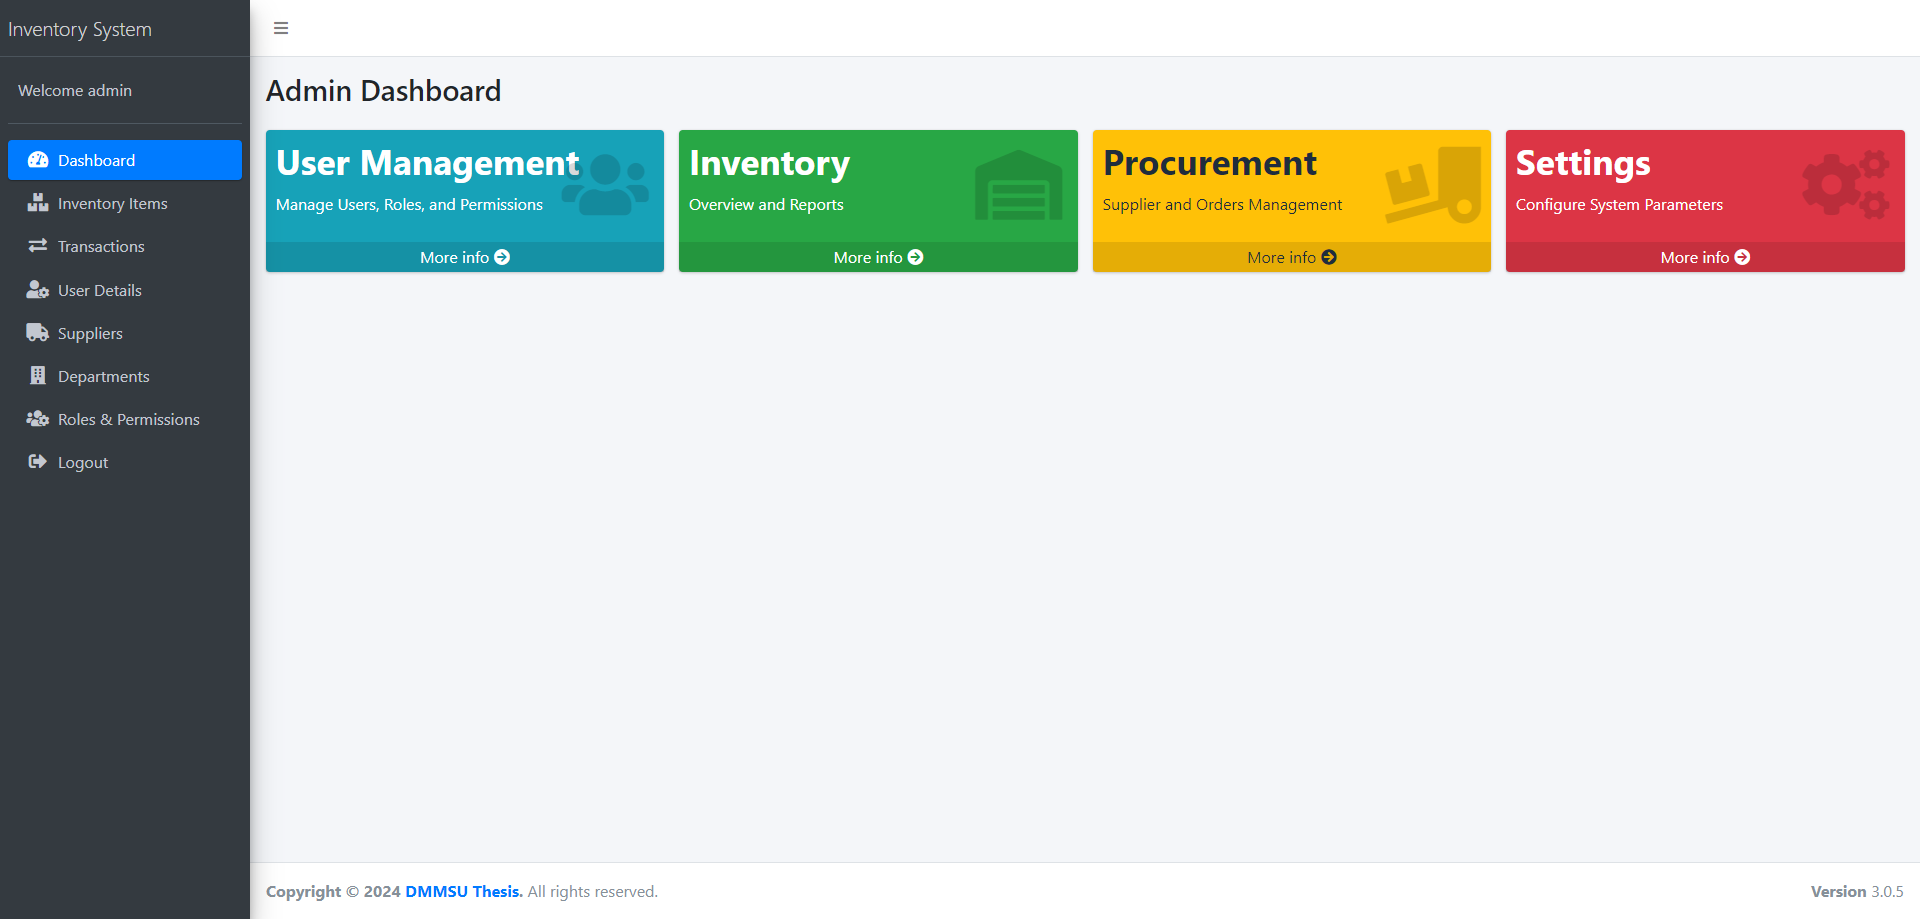 Inventory System
Welcome admin
Dashboard
Inventory Items
Transactions
User Details
Suppliers
Departments
Roles & Permissions
Logout
Admin Dashboard
User Management
Manage Users, Roles, and Permissions
More info
Inventory
Overview and Reports
More info
Procurement
Supplier and Orders Management
More info
Settings
Configure System Parameters
More info
Copyright © 2024 DMMSU Thesis. All rights reserved.
Version 3.0.5